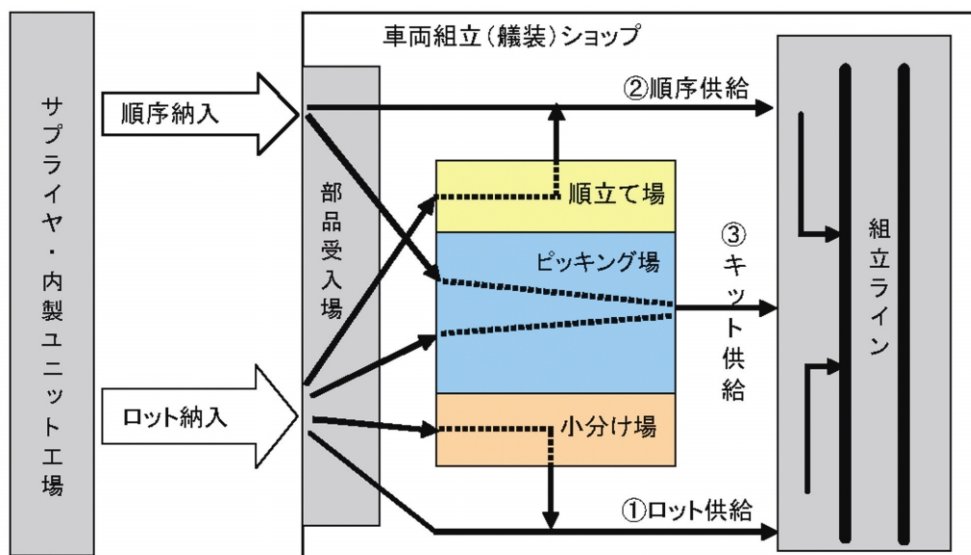 車両組立(艤装)ショップ
サプライヤ・内製ユニット工場
順序納入
ロット納入
部品受入場
②順序供給
順立て場
ピッキング場
小分け場
③キット供給
①ロット供給
組立ライン